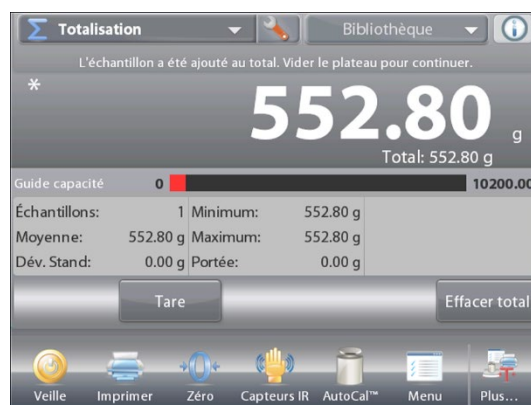 Σ Totalisation Bibliothèque
L'échantillon a été ajouté au total. Vider le plateau pour continuer.
* 552.80 g
Total: 552.80 g
Guide capacité 0 10200.00
Échantillons: 1 Minimum: 552.80 g
Moyenne: 552.80 g Maximum: 552.80 g
Dév. Stand: 0.00 g Portée: 0.00 g
Tare Effacer total
Veille Imprimer Zéro Capteurs IR AutoCal™ Menu Plus...